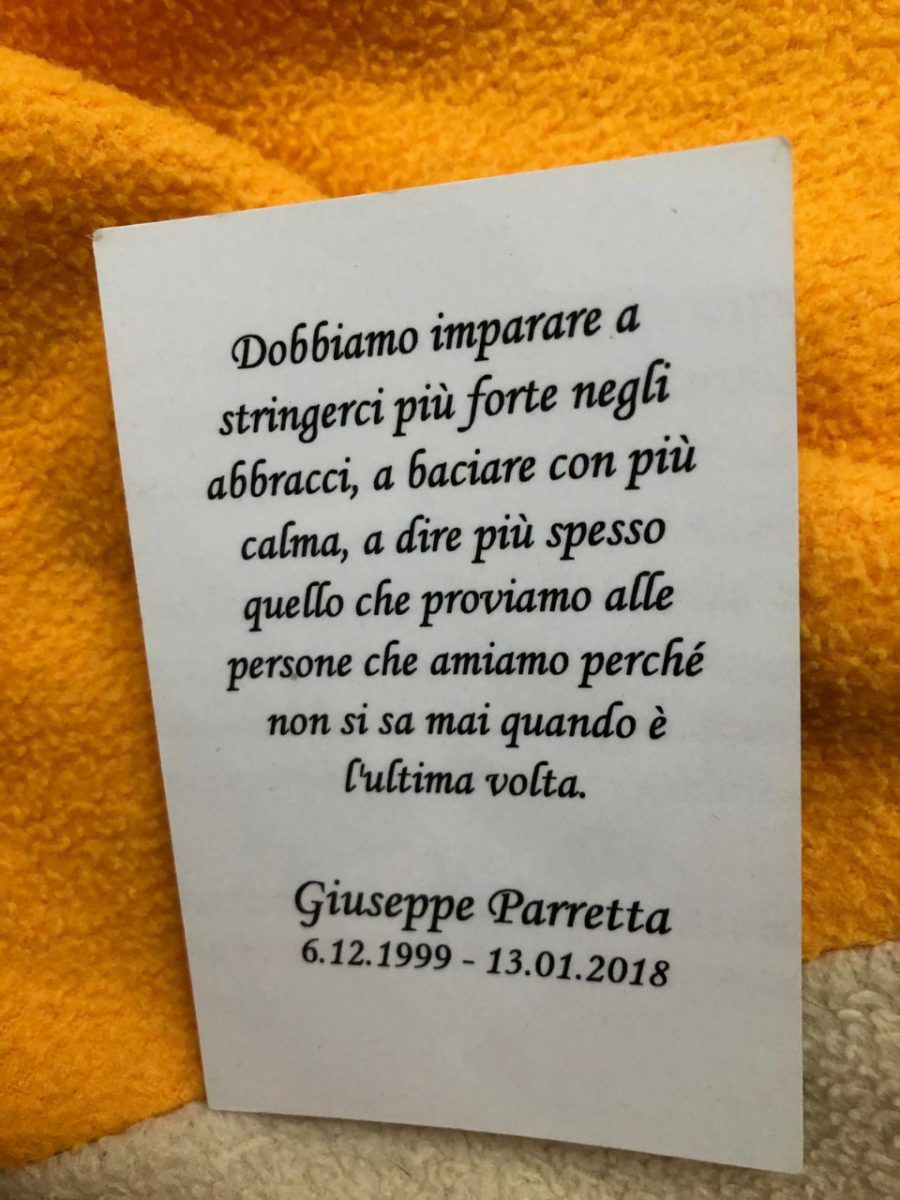 Dobbiamo imparare a
stringerci più forte negli
abbracci, a baciare con più
calma, a dire più spesso
quello che proviamo alle
persone che amiamo perché
non si sa mai quando è
l'ultima volta.
Giuseppe Parretta
6.12.1999 - 13.01.2018